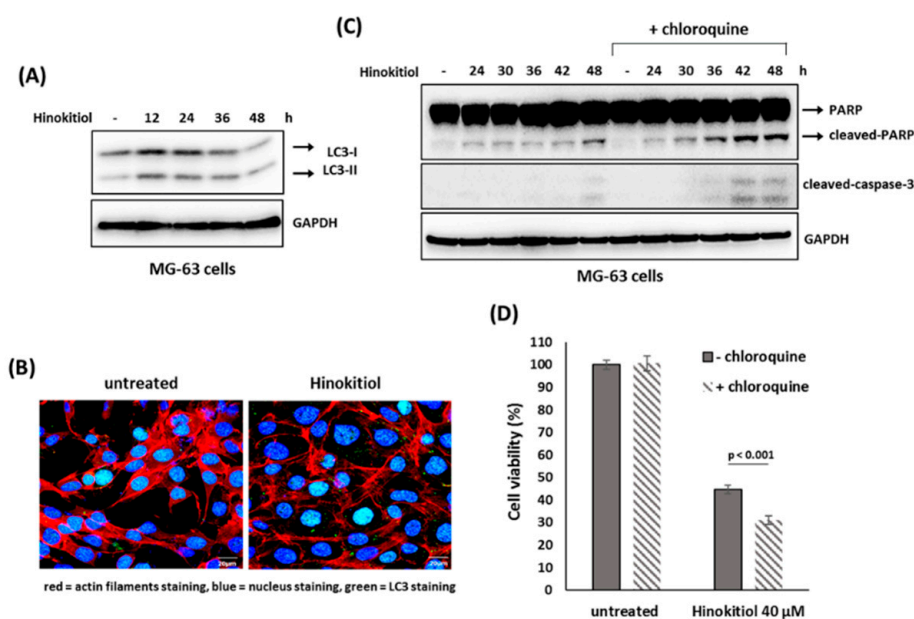 (A)
Hinokitiol - 12 24 36 48 h
LC3-I
LC3-II
GAPDH
MG-63 cells
(C)
+ chloroquine
Hinokitiol - 24 30 36 42 48 - 24 30 36 42 48 h
PARP
cleaved-PARP
cleaved-caspase-3
GAPDH
MG-63 cells
(B)
untreated Hinokitiol
20µm 20µm
red = actin filaments staining, blue = nucleus staining, green = LC3 staining
(D)
Cell viability (%)
110
100
90
80
70
60
50
40
30
20
10
0
- chloroquine
+ chloroquine
p < 0.001
untreated Hinokitiol 40 µM